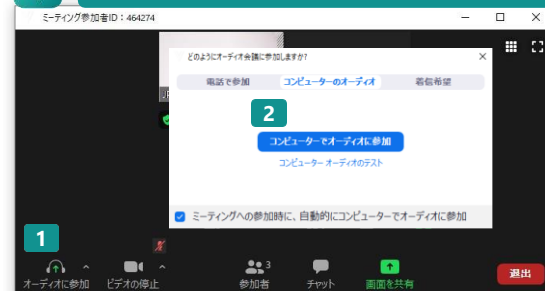 ミーティング参加者ID：464274
どのようにオーディオ会議に参加しますか?
電話で参加
コンピューターのオーディオ
着信希望
2
コンピューターでオーディオに参加
コンピューター オーディオのテスト
ミーティングへの参加時に、自動的にコンピューターでオーディオに参加
1
3
オーディオに参加
ビデオの停止
参加者
チャット
画面を共有
退出